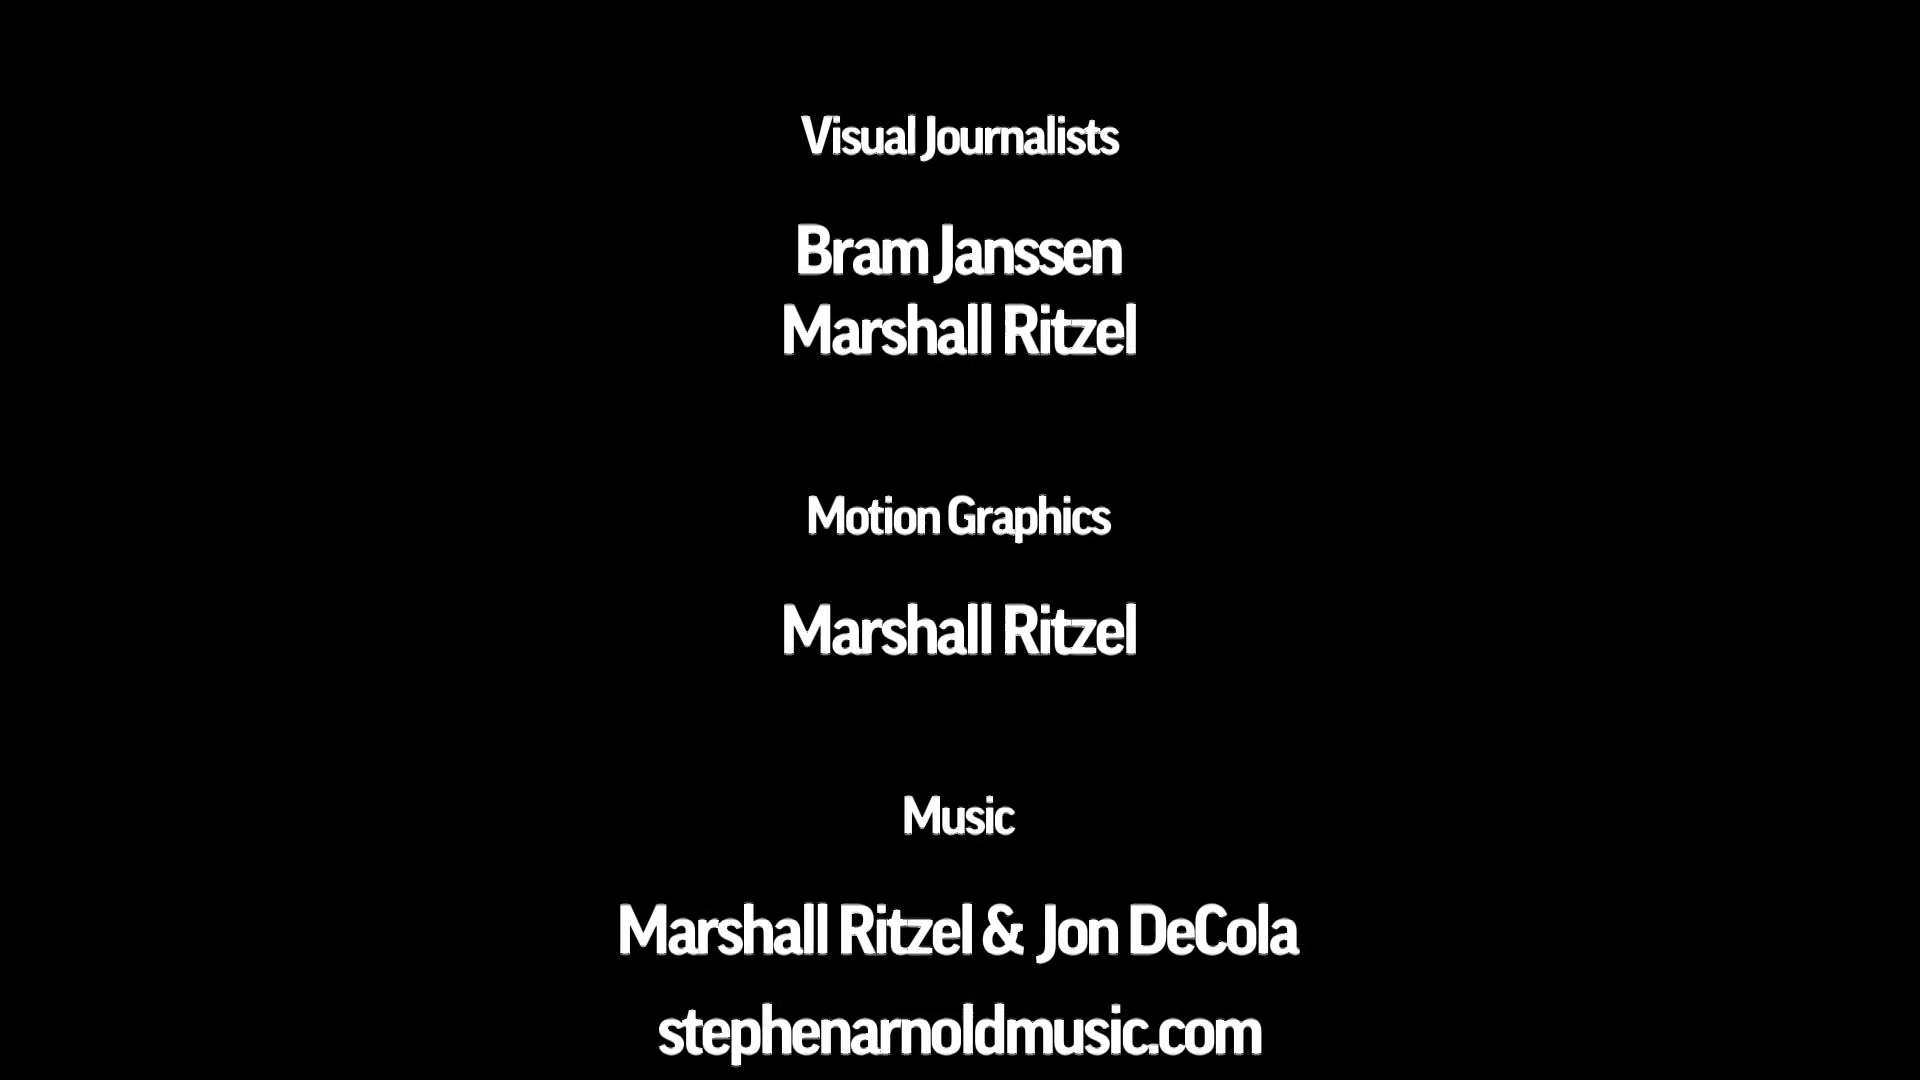 Visual Journalists
Bram Janssen
Marshall Ritzel
Motion Graphics
Marshall Ritzel
Music
Marshall Ritzel & Jon DeCola
stephenarnoldmusic.com